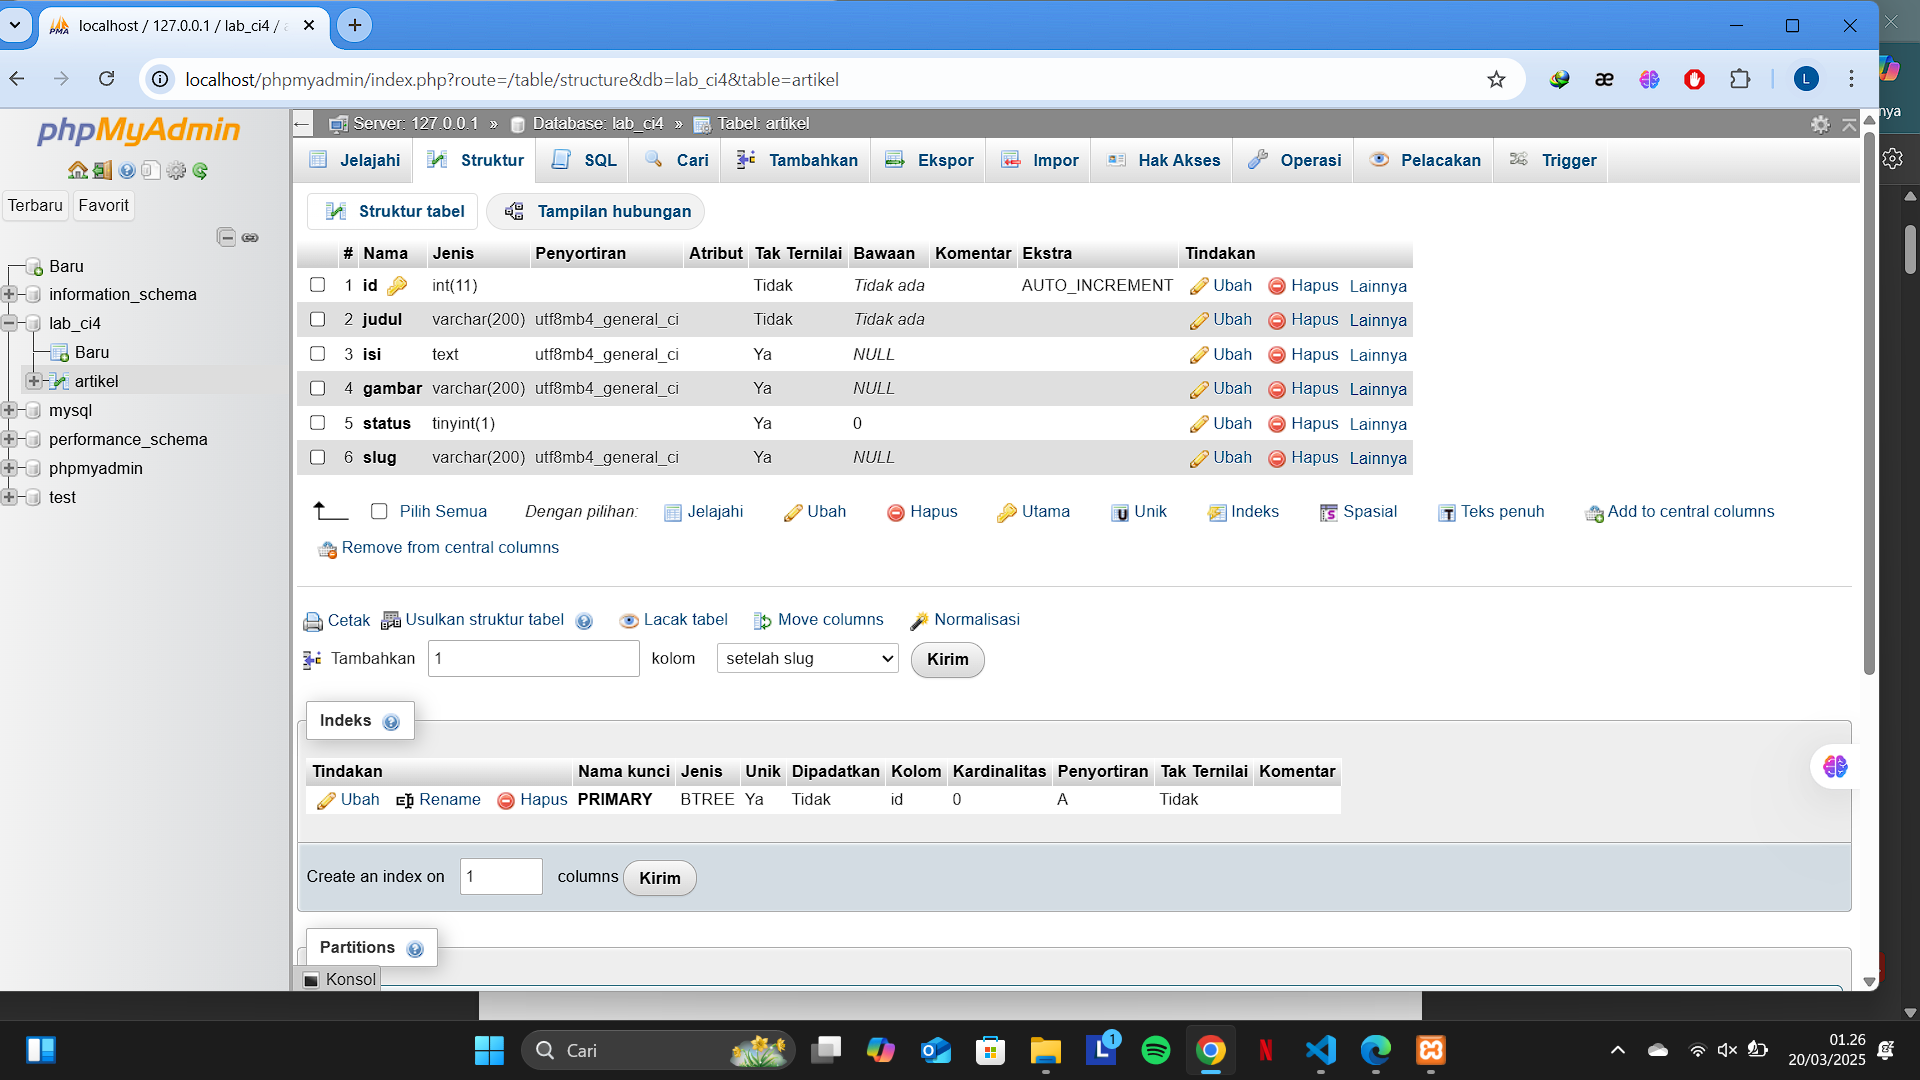 localhost / 127.0.0.1 / lab_ci4 /
localhost/phpmyadmin/index.php?route=/table/structure&db=lab_ci4&table=artikel
L
nya
phpMyAdmin
Terbaru Favorit
Baru
information_schema
lab_ci4
Baru
artikel
mysql
performance_schema
phpmyadmin
test
Server: 127.0.0.1 » Database: lab_ci4 » Tabel: artikel
Jelajahi Struktur SQL Cari Tambahkan Ekspor Impor Hak Akses Operasi Pelacakan Trigger
Struktur tabel Tampilan hubungan
# Nama Jenis Penyortiran Atribut Tak Ternilai Bawaan Komentar Ekstra Tindakan
1 id int(11) Tidak Tidak ada AUTO_INCREMENT Ubah Hapus Lainnya
2 judul varchar(200) utf8mb4_general_ci Tidak Tidak ada Ubah Hapus Lainnya
3 isi text utf8mb4_general_ci Ya NULL Ubah Hapus Lainnya
4 gambar varchar(200) utf8mb4_general_ci Ya NULL Ubah Hapus Lainnya
5 status tinyint(1) Ya 0 Ubah Hapus Lainnya
6 slug varchar(200) utf8mb4_general_ci Ya NULL Ubah Hapus Lainnya
Pilih Semua Dengan pilihan: Jelajahi Ubah Hapus Utama Unik Indeks Spasial Teks penuh Add to central columns
Remove from central columns
Cetak Usulkan struktur tabel Lacak tabel Move columns Normalisasi
Tambahkan 1 kolom setelah slug Kirim
Indeks
Tindakan Nama kunci Jenis Unik Dipadatkan Kolom Kardinalitas Penyortiran Tak Ternilai Komentar
Ubah Rename Hapus PRIMARY BTREE Ya Tidak id 0 A Tidak
Create an index on 1 columns Kirim
Partitions
Konsol
Cari
1
01.26
20/03/2025